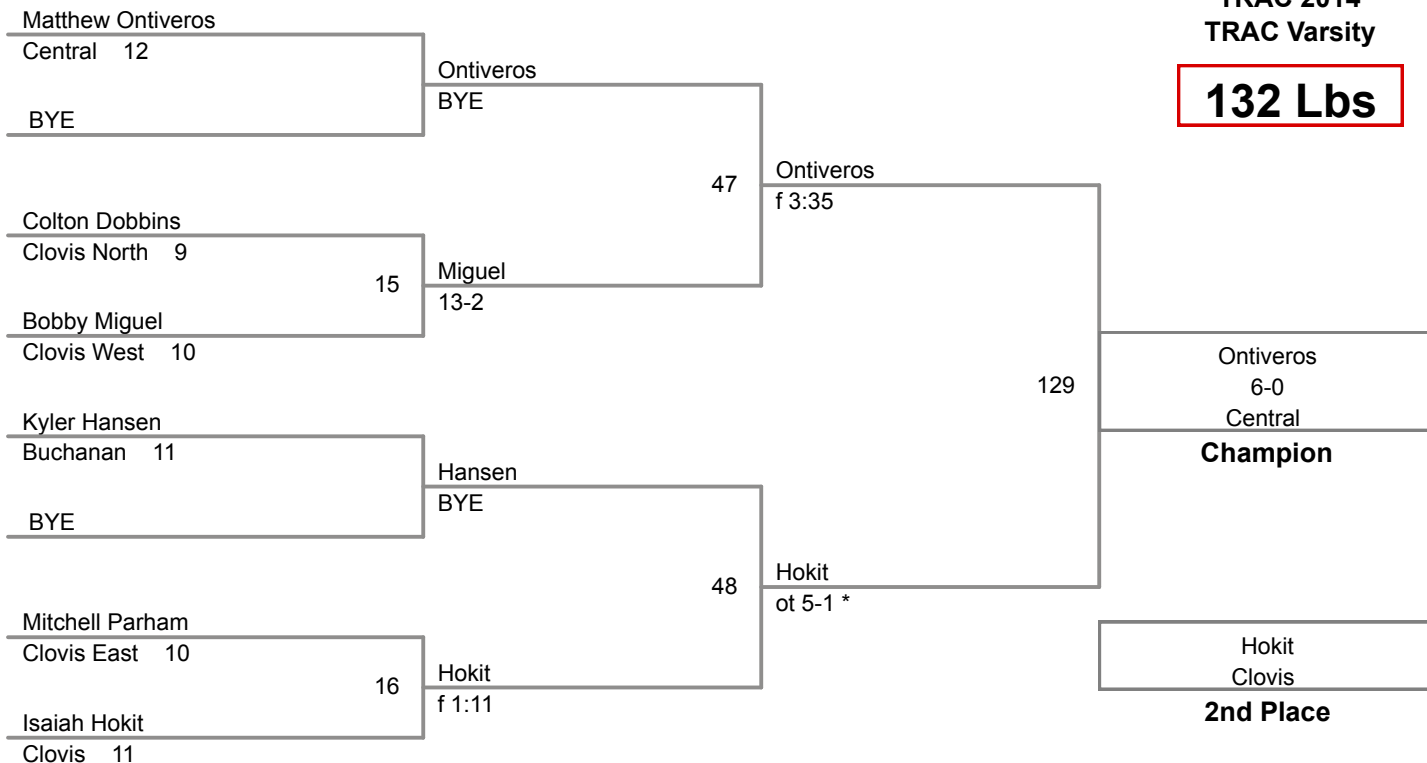 TRAC 2014
TRAC Varsity
132 Lbs
Matthew Ontiveros
Central 12
BYE
Colton Dobbins
Clovis North 9
15
Bobby Miguel
Clovis West 10
Kyler Hansen
Buchanan 11
BYE
Mitchell Parham
Clovis East 10
16
Isaiah Hokit
Clovis 11
Ontiveros
BYE
47
Miguel
13-2
Hansen
BYE
48
Hokit
f 1:11
Ontiveros
f 3:35
129
Hokit
ot 5-1 *
Ontiveros
6-0
Central
Champion
Hokit
Clovis
2nd Place